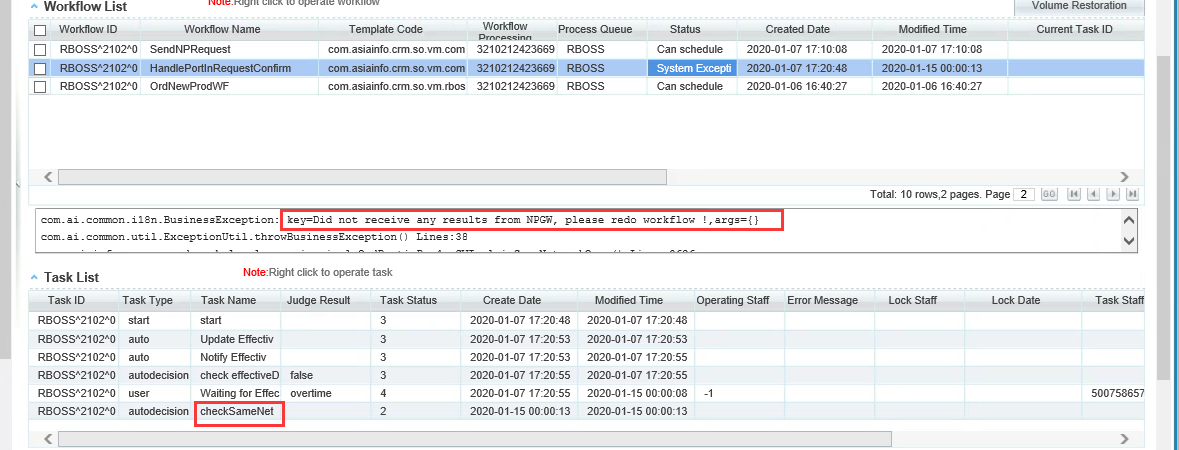 Workflow List Note:Right click to operate workflow Volume Restoration
Workflow ID Workflow Name Template Code Workflow Processing Process Queue Status Created Date Modified Time Current Task ID
RBOSS^2102^0 SendNPRequest com.asiainfo.crm.so.vm.com 3210212423669 RBOSS Can schedule 2020-01-07 17:10:08 2020-01-07 17:10:08
RBOSS^2102^0 HandlePortInRequestConfirm com.asiainfo.crm.so.vm.com 3210212423669 RBOSS System Excepti 2020-01-07 17:20:48 2020-01-15 00:00:13
RBOSS^2102^0 OrdNewProdWF com.asiainfo.crm.so.vm.rbos 3210212423669 RBOSS Can schedule 2020-01-06 16:40:27 2020-01-06 16:40:27
Total: 10 rows,2 pages. Page 2 GO
com.ai.common.i18n.BusinessException: key=Did not receive any results from NPGW, please redo workflow !,args={}
com.ai.common.util.ExceptionUtil.throwBusinessException() Lines:38
Task List Note:Right click to operate task
Task ID Task Type Task Name Judge Result Task Status Create Date Modified Time Operating Staff Error Message Lock Staff Lock Date Task Staff
RBOSS^2102^0 start start 3 2020-01-07 17:20:48 2020-01-07 17:20:48
RBOSS^2102^0 auto Update Effectiv 3 2020-01-07 17:20:53 2020-01-07 17:20:53
RBOSS^2102^0 auto Notify Effectiv 3 2020-01-07 17:20:53 2020-01-07 17:20:55
RBOSS^2102^0 autodecision check effectiveD false 3 2020-01-07 17:20:55 2020-01-07 17:20:55
RBOSS^2102^0 user Waiting for Effec overtime 4 2020-01-07 17:20:55 2020-01-15 00:00:08 -1 500758657
RBOSS^2102^0 autodecision checkSameNet 2 2020-01-15 00:00:13 2020-01-15 00:00:13